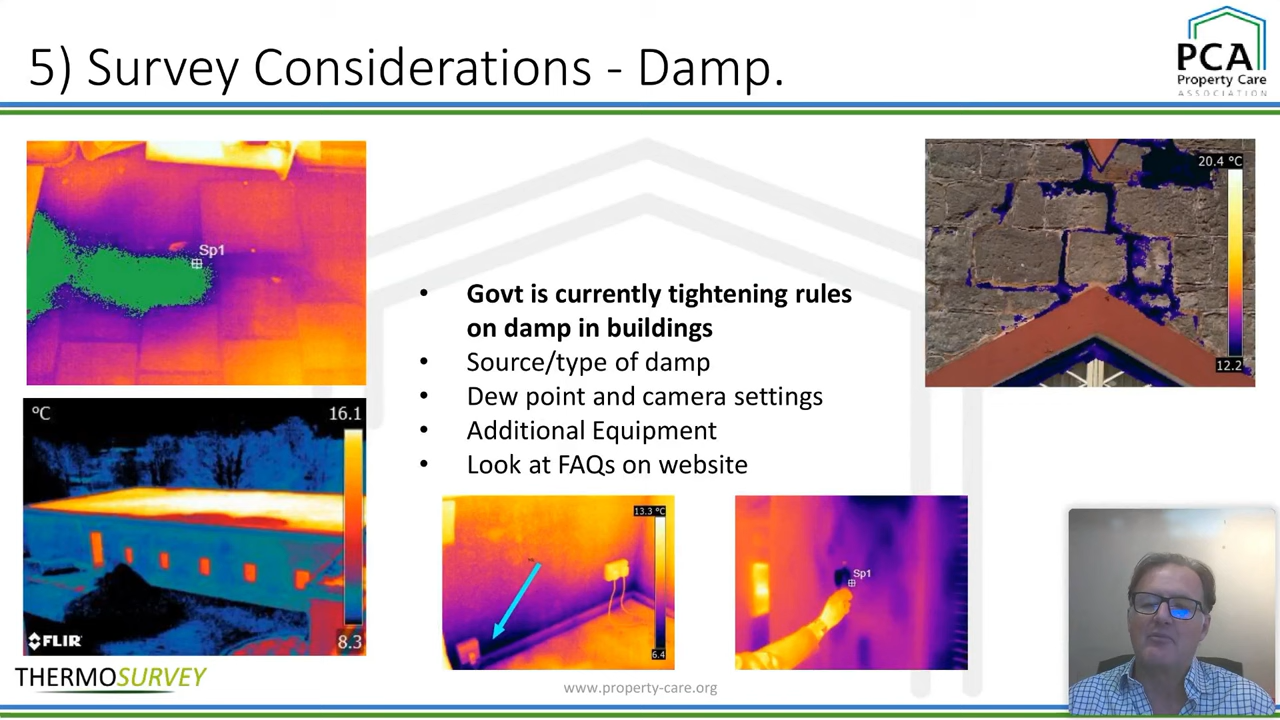 5) Survey Considerations - Damp.
PCA
Property Care
ASSOCIATION
Sp1
20.4 °C
12.2
• Govt is currently tightening rules
on damp in buildings
• Source/type of damp
• Dew point and camera settings
• Additional Equipment
• Look at FAQs on website
°C
16.1
FLIR
8.3
13.3 °C
6.4
Sp1
THERMOSURVEY
www.property-care.org